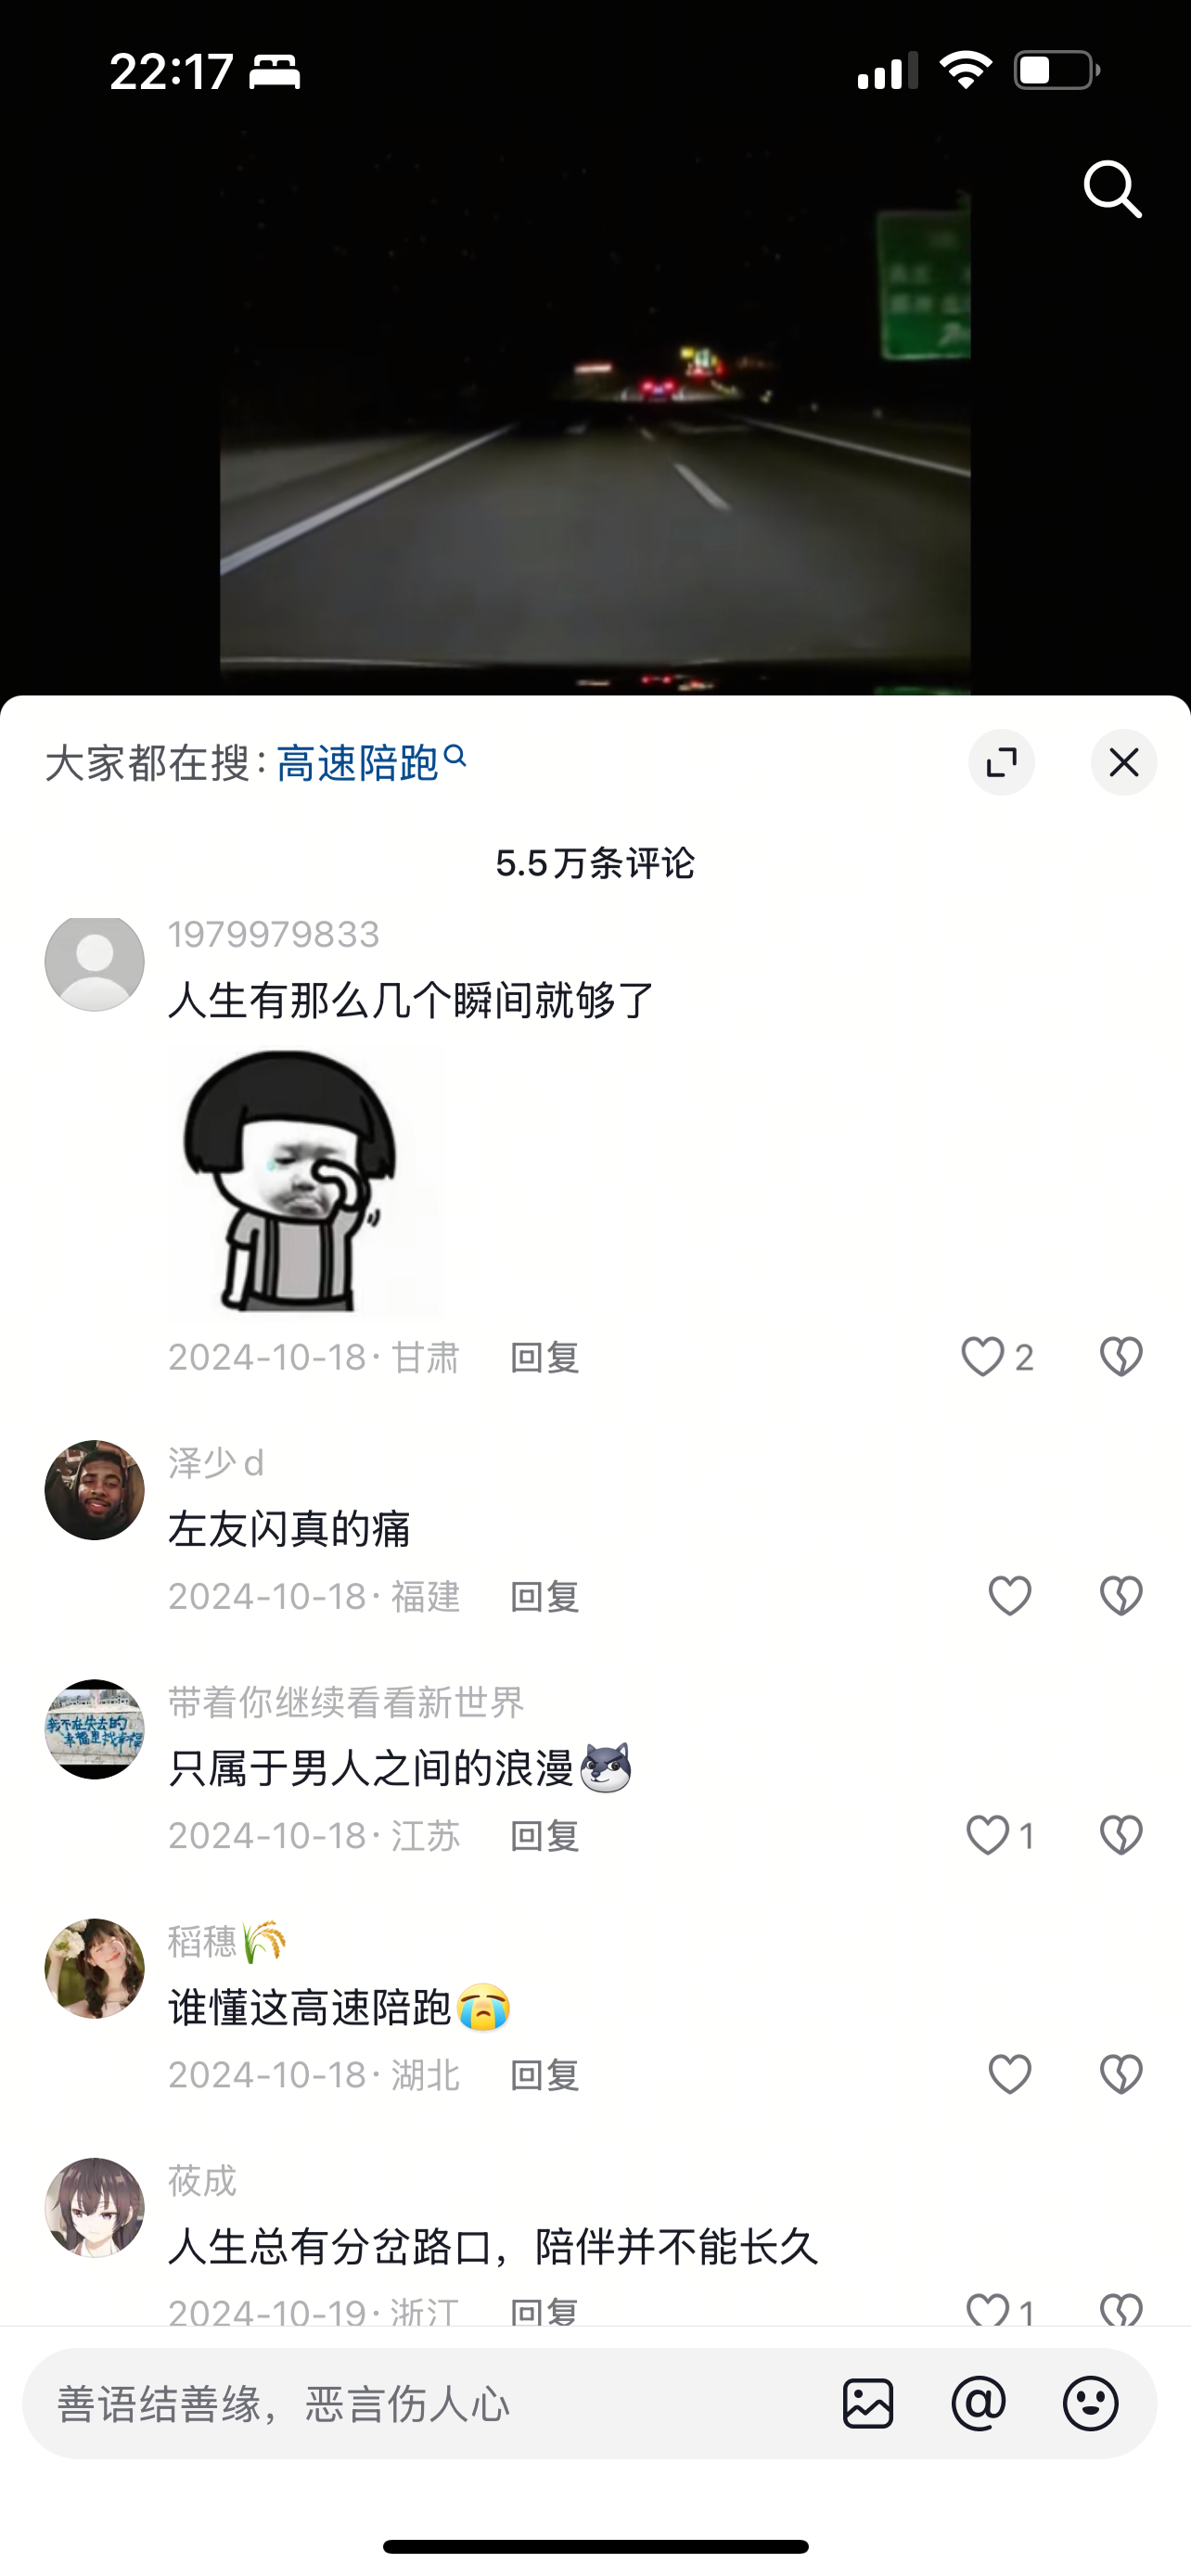 22:17
大家都在搜:高速陪跑
5.5万条评论
1979979833
人生有那么几个瞬间就够了
2024-10-18·甘肃 回复 2
泽少d
左友闪真的痛
2024-10-18·福建 回复
带着你继续看看新世界
只属于男人之间的浪漫
2024-10-18·江苏 回复 1
稻穗🌾
谁懂这高速陪跑😭
2024-10-18·湖北 回复
莜成
人生总有分岔路口，陪伴并不能长久
2024-10-19·浙江 回复 1
善语结善缘，恶言伤人心